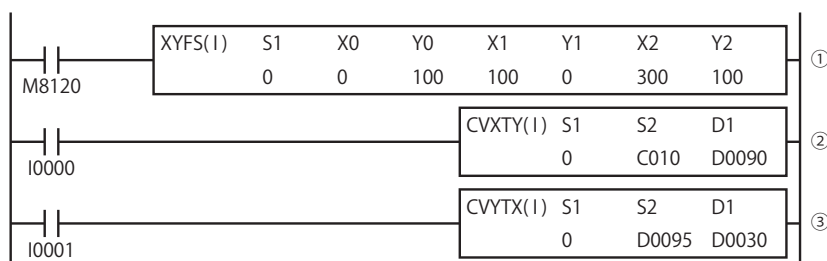 XYFS(I) S1 X0 Y0 X1 Y1 X2 Y2
0 0 100 100 0 300 100
①
M8120
CVXTY(I) S1 S2 D1
0 C010 D0090
②
I0000
CVYTX(I) S1 S2 D1
0 D0095 D0030
③
I0001